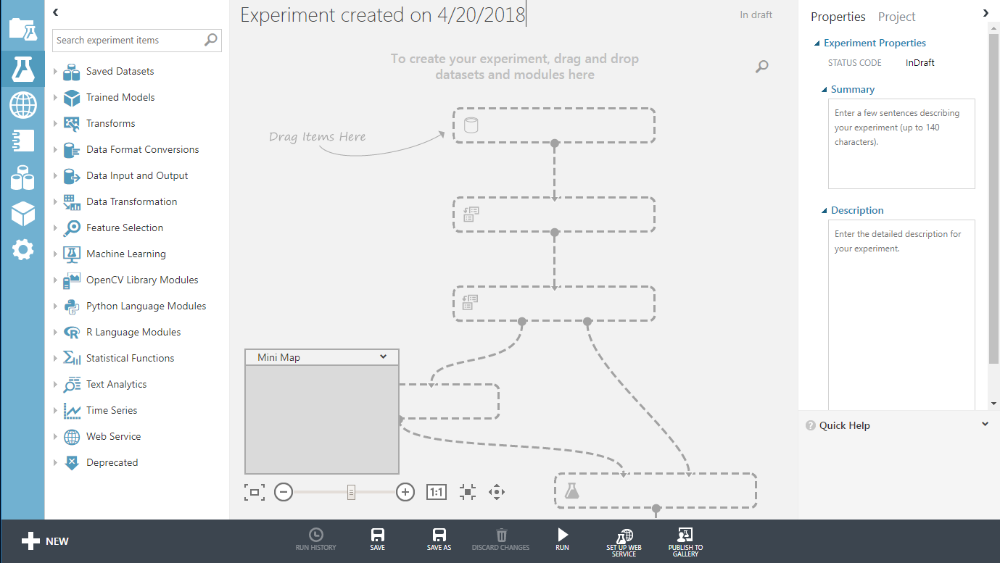 Experiment created on 4/20/2018
In draft
Search experiment items
Saved Datasets
Trained Models
Transforms
Data Format Conversions
Data Input and Output
Data Transformation
Feature Selection
Machine Learning
OpenCV Library Modules
Python Language Modules
R Language Modules
Statistical Functions
Text Analytics
Time Series
Web Service
Deprecated
To create your experiment, drag and drop
datasets and modules here
Drag Items Here
Mini Map
1:1
Properties Project
Experiment Properties
STATUS CODE InDraft
Summary
Enter a few sentences describing
your experiment (up to 140
characters).
Description
Enter the detailed description for
your experiment.
? Quick Help
NEW
RUN HISTORY
SAVE
SAVE AS
DISCARD CHANGES
RUN
SET UP WEB
SERVICE
PUBLISH TO
GALLERY